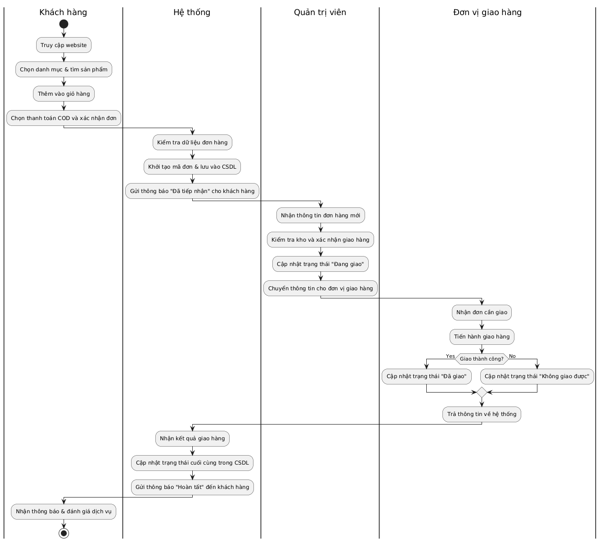 Khách hàng
Hệ thống
Quản trị viên
Đơn vị giao hàng
Truy cập website
Chọn danh mục & tìm sản phẩm
Thêm vào giỏ hàng
Chọn thanh toán COD và xác nhận đơn
Kiểm tra dữ liệu đơn hàng
Khởi tạo mã đơn & lưu vào CSDL
Gửi thông báo "Đã tiếp nhận" cho khách hàng
Nhận thông tin đơn hàng mới
Kiểm tra kho và xác nhận giao hàng
Cập nhật trạng thái "Đang giao"
Chuyển thông tin cho đơn vị giao hàng
Nhận đơn cần giao
Tiến hành giao hàng
Yes
Giao thành công?
No
Cập nhật trạng thái "Đã giao"
Cập nhật trạng thái "Không giao được"
Trả thông tin về hệ thống
Nhận kết quả giao hàng
Cập nhật trạng thái cuối cùng trong CSDL
Gửi thông báo "Hoàn tất" đến khách hàng
Nhận thông báo & đánh giá dịch vụ